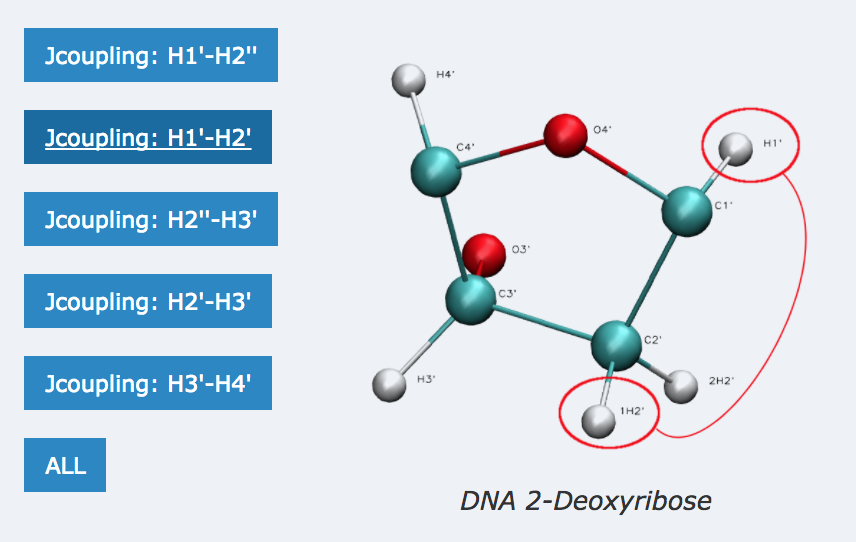 Jcoupling: H1'-H2''
Jcoupling: H1'-H2'
Jcoupling: H2''-H3'
Jcoupling: H2'-H3'
Jcoupling: H3'-H4'
ALL
H4'
O4'
H1'
C4'
C1'
O3'
C3'
C2'
H3'
2H2'
1H2'
DNA 2-Deoxyribose